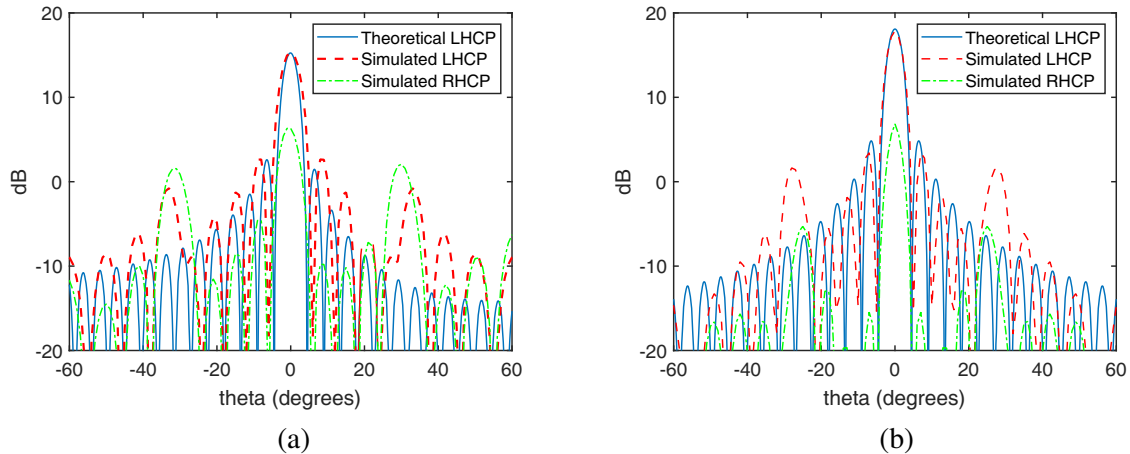 20
10
0
-10
-20
dB
-60 -40 -20 0 20 40 60
theta (degrees)
Theoretical LHCP
Simulated LHCP
Simulated RHCP
(a)
20
10
0
-10
-20
dB
-60 -40 -20 0 20 40 60
theta (degrees)
Theoretical LHCP
Simulated LHCP
Simulated RHCP
(b)